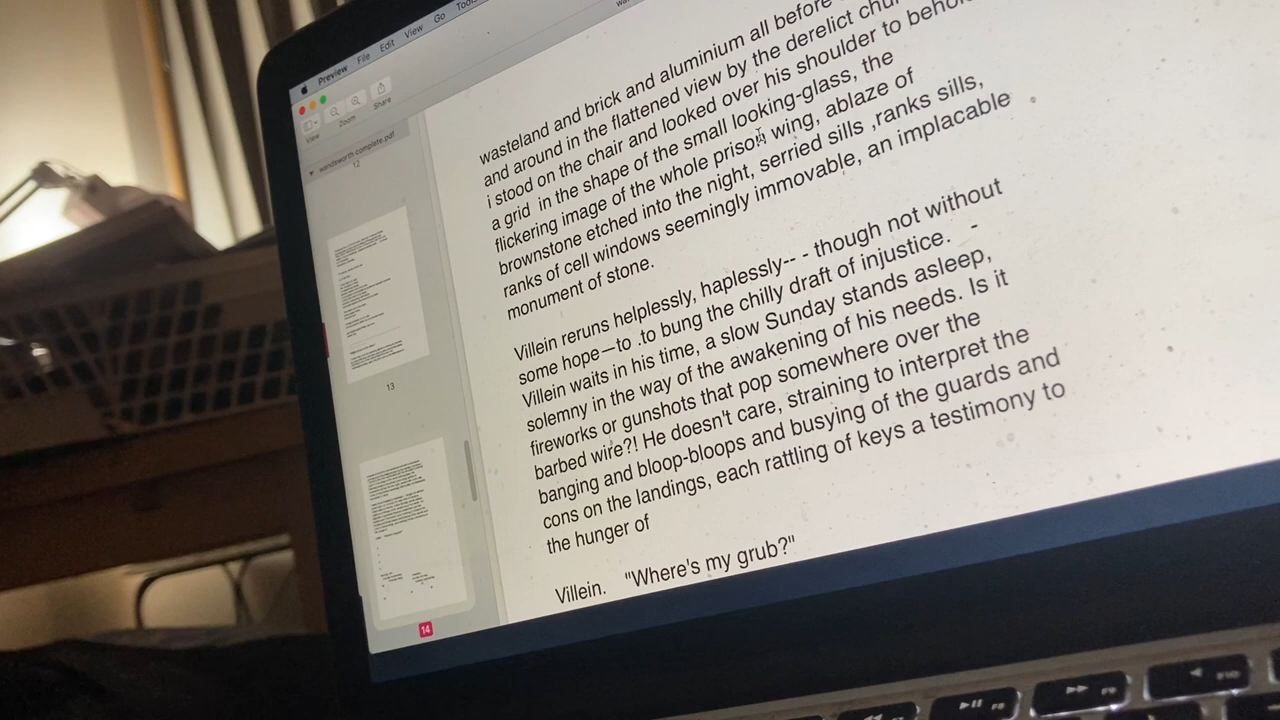 Preview File Edit View Go Tools
View
Zoom
Share
wandsworth complete.pdf
12
13
14
wasteland and brick and aluminium all before
and around in the flattened view by the derelict
i stood on the chair and looked over his shoulder to behold
a grid in the shape of the small looking-glass, the
flickering image of the whole prison wing, ablaze of
brownstone etched into the night, serried sills ,ranks sills,
ranks of cell windows seemingly immovable, an implacable
monument of stone.
Villein reruns helplessly, haplessly-- - though not without
some hope—to .to bung the chilly draft of injustice. -
Villein waits in his time, a slow Sunday stands asleep,
solemny in the way of the awakening of his needs. Is it
fireworks or gunshots that pop somewhere over the
barbed wire?! He doesn't care, straining to interpret the
banging and bloop-bloops and busying of the guards and
cons on the landings, each rattling of keys a testimony to
the hunger of
Villein. "Where's my grub?"
F8
F9
F10